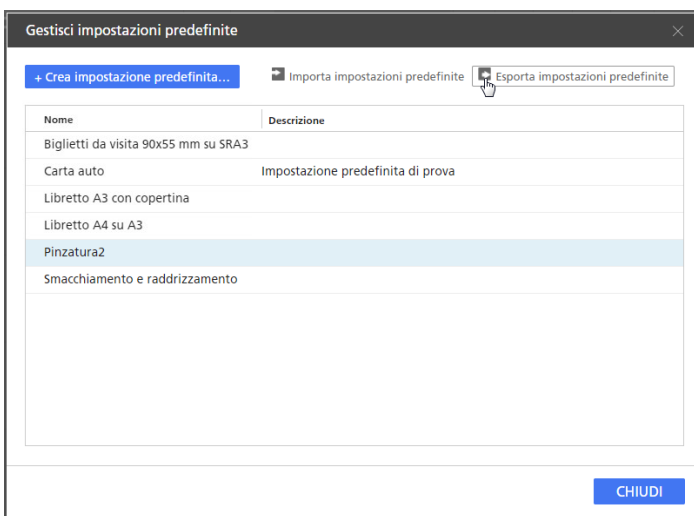 Gestisci impostazioni predefinite
+ Crea impostazione predefinita... Importa impostazioni predefinite Esporta impostazioni predefinite
Nome Descrizione
Biglietti da visita 90x55 mm su SRA3
Carta auto Impostazione predefinita di prova
Libretto A3 con copertina
Libretto A4 su A3
Pinzatura2
Smacchiamento e raddrizzamento
CHIUDI